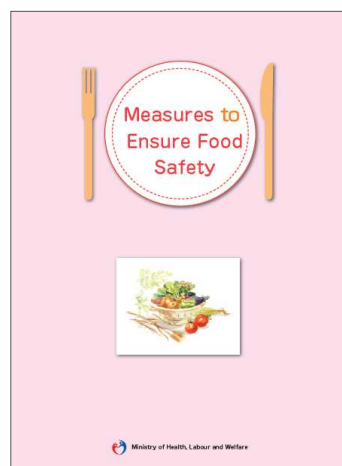 Measures to
Ensure Food
Safety
Ministry of Health, Labour and Welfare